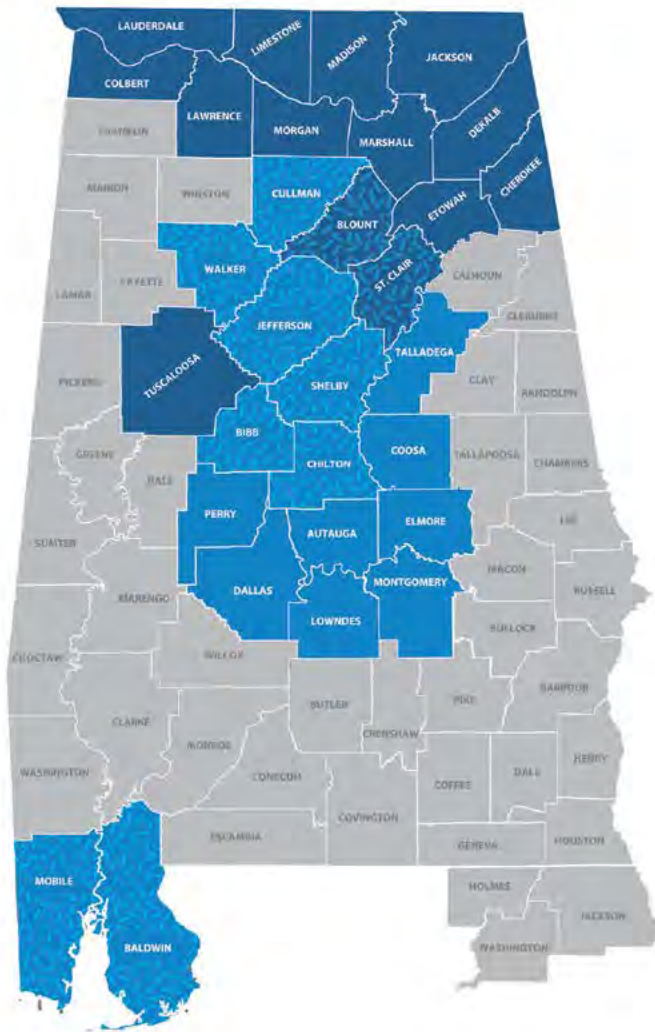 LAUDERDALE
LIMESTONE
MADISON
JACKSON
COLBERT
LAWRENCE
MORGAN
MARSHALL
DEKALB
CHEROKEE
FRANKLIN
MARION
WINSTON
CULLMAN
BLOUNT
ETOWAH
LAMAR
FAYETTE
WALKER
ST. CLAIR
CALHOUN
CLEBURNE
JEFFERSON
TALLADEGA
PICKENS
TUSCALOOSA
SHELBY
CLAY
RANDOLPH
GREENE
HALE
BIBB
CHILTON
COOSA
TALLAPOOSA
CHAMBERS
SUMTER
PERRY
AUTAUGA
ELMORE
LEE
MACON
RUSSELL
MARENGO
DALLAS
LOWNDES
MONTGOMERY
BULLOCK
CHOCTAW
WILCOX
BARBOUR
CLARKE
MONROE
BUTLER
CRENSHAW
PIKE
WASHINGTON
CONECUH
COVINGTON
COFFEE
DALE
HENRY
ESCAMBIA
GENEVA
HOUSTON
MOBILE
BALDWIN
HOLMES
JACKSON
WASHINGTON